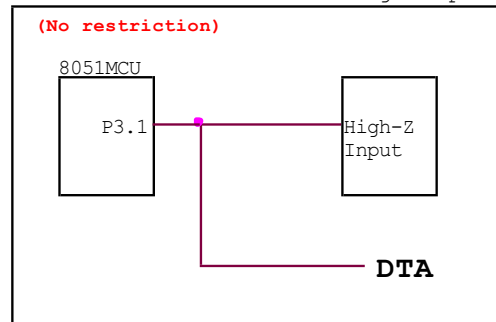 (No restriction)
8051MCU
P3.1
High-Z
Input
DTA